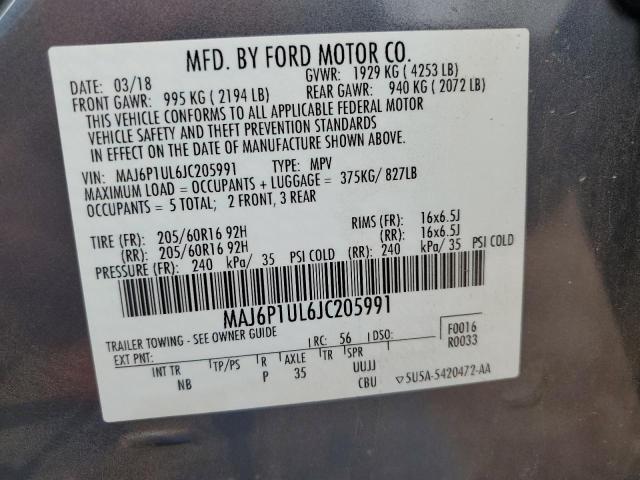 MFD. BY FORD MOTOR CO.
DATE: 03/18 GVWR: 1929 KG ( 4253 LB)
FRONT GAWR: 995 KG ( 2194 LB) REAR GAWR: 940 KG ( 2072 LB)
THIS VEHICLE CONFORMS TO ALL APPLICABLE FEDERAL MOTOR
VEHICLE SAFETY AND THEFT PREVENTION STANDARDS
IN EFFECT ON THE DATE OF MANUFACTURE SHOWN ABOVE.
VIN: MAJ6P1UL6JC205991 TYPE: MPV
MAXIMUM LOAD = OCCUPANTS + LUGGAGE = 375KG/ 827LB
OCCUPANTS = 5 TOTAL; 2 FRONT, 3 REAR
TIRE (FR): 205/60R16 92H RIMS (FR): 16x6.5J
(RR): 205/60R16 92H (RR): 16x6.5J
PRESSURE (FR): 240 kPa/ 35 PSI COLD (RR): 240 kPa/ 35 PSI COLD
MAJ6P1UL6JC205991
TRAILER TOWING - SEE OWNER GUIDE RC: 56 DSO: F0016
EXT PNT: R0033
INT TR TP/PS R AXLE TR SPR
NB P 35 UUJJ
CBU 5U5A-5420472-AA